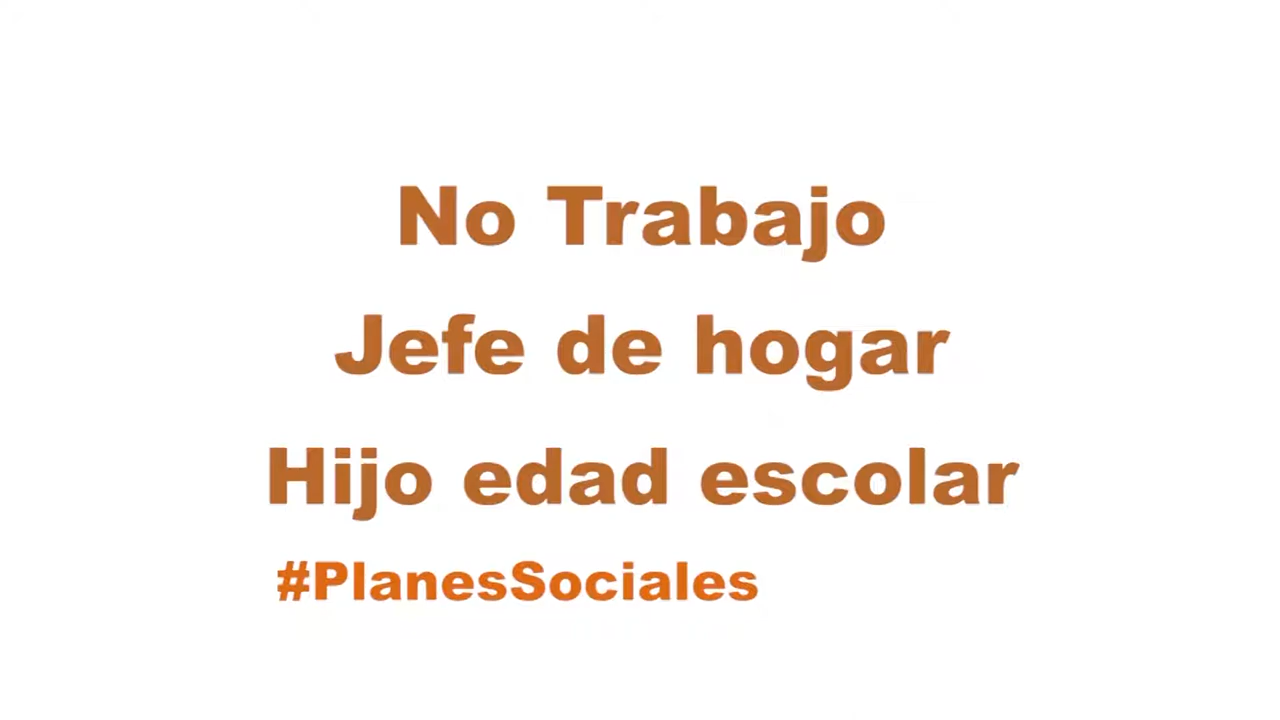 No Trabajo
Jefe de hogar
Hijo edad escolar
#PlanesSociales